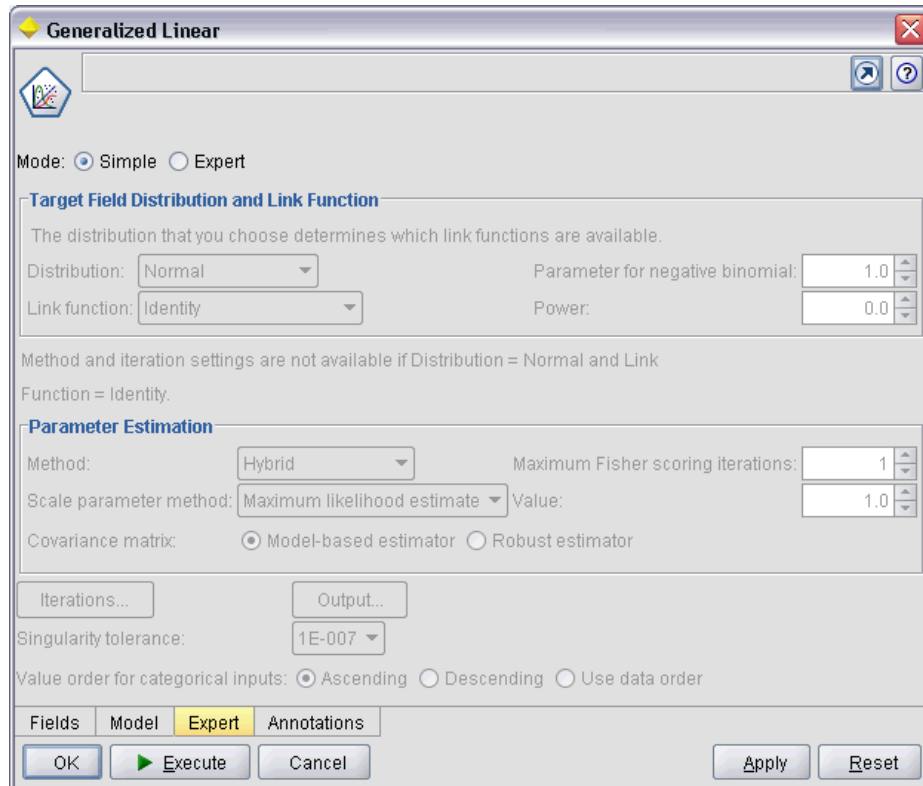 Generalized Linear
Mode: Simple Expert
Target Field Distribution and Link Function
The distribution that you choose determines which link functions are available.
Distribution: Normal Parameter for negative binomial: 1.0
Link function: Identity Power: 0.0
Method and iteration settings are not available if Distribution = Normal and Link
Function = Identity.
Parameter Estimation
Method: Hybrid Maximum Fisher scoring iterations: 1
Scale parameter method: Maximum likelihood estimate Value: 1.0
Covariance matrix: Model-based estimator Robust estimator
Iterations... Output...
Singularity tolerance: 1E-007
Value order for categorical inputs: Ascending Descending Use data order
Fields Model Expert Annotations
OK Execute Cancel Apply Reset